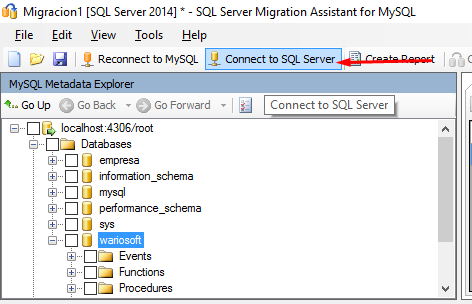 Migracion1 [SQL Server 2014] * - SQL Server Migration Assistant for MySQL
File Edit View Tools Help
Reconnect to MySQL Connect to SQL Server Create Report
MySQL Metadata Explorer
Go Up Go Back Go Forward Connect to SQL Server
localhost:4306/root
Databases
empresa
information_schema
mysql
performance_schema
sys
wariosoft
Events
Functions
Procedures